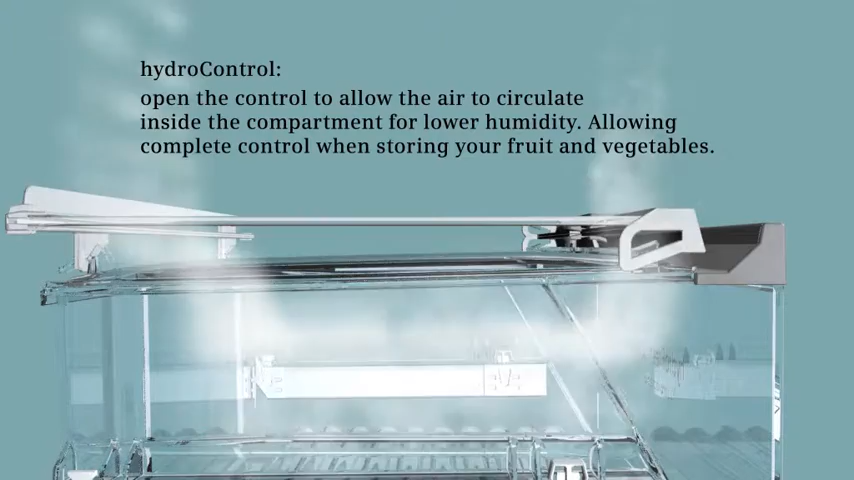 hydroControl:
open the control to allow the air to circulate
inside the compartment for lower humidity. Allowing
complete control when storing your fruit and vegetables.